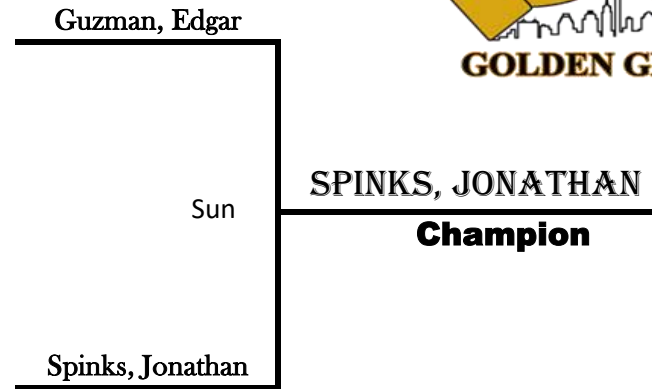 Guzman, Edgar
GOLDEN
Sun
SPINKS, JONATHAN
Champion
Spinks, Jonathan